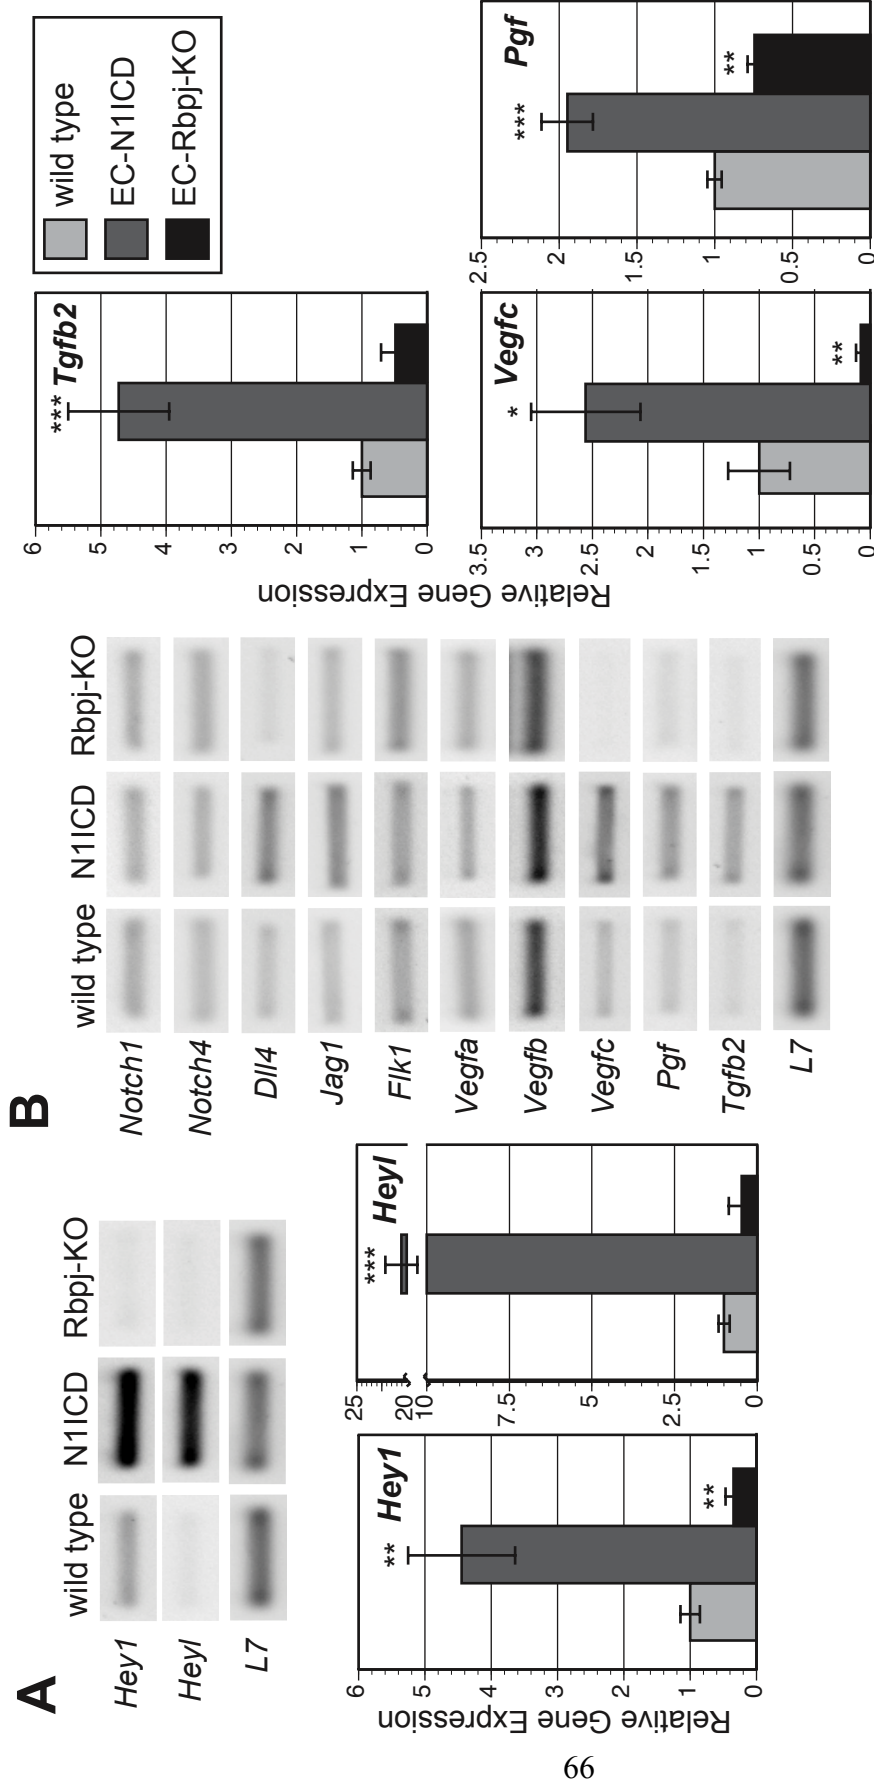 A
wild type
N1ICD
Rbpj-KO
Hey1
Heyl
L7
Relative Gene Expression
6
5
4
3
2
1
0
Hey1
**
**
25
20
10
7.5
5
2.5
0
Heyl
***
B
wild type
N1ICD
Rbpj-KO
Notch1
Notch4
Dll4
Jag1
Flk1
Vegfa
Vegfb
Vegfc
Pgf
Tgfb2
L7
Relative Gene Expression
6
5
4
3
2
1
0
*** Tgfb2
wild type
EC-N1ICD
EC-Rbpj-KO
Relative Gene Expression
3.5
3
2.5
2
1.5
1
0.5
0
Vegfc
*
**
2.5
2
1.5
1
0.5
0
Pgf
***
**
66